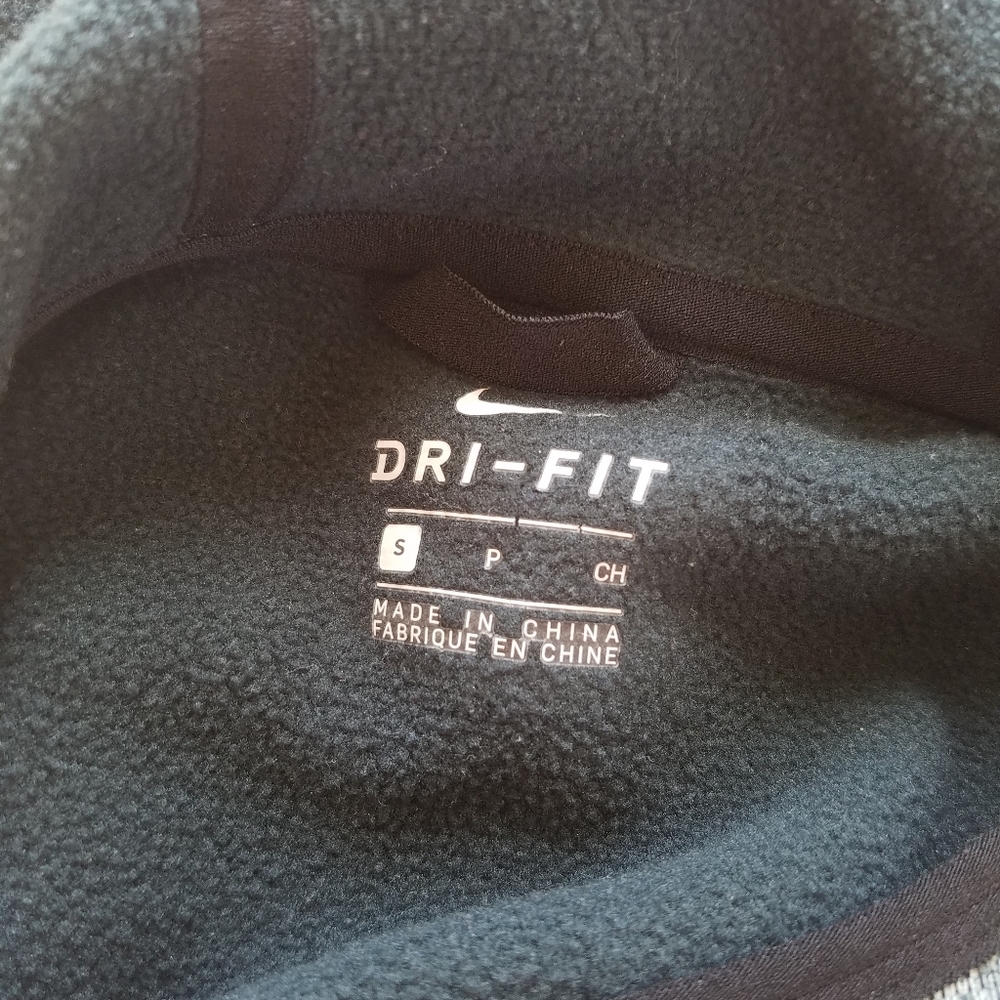 DRI-FIT
S P CH
MADE IN CHINA
FABRIQUE EN CHINE